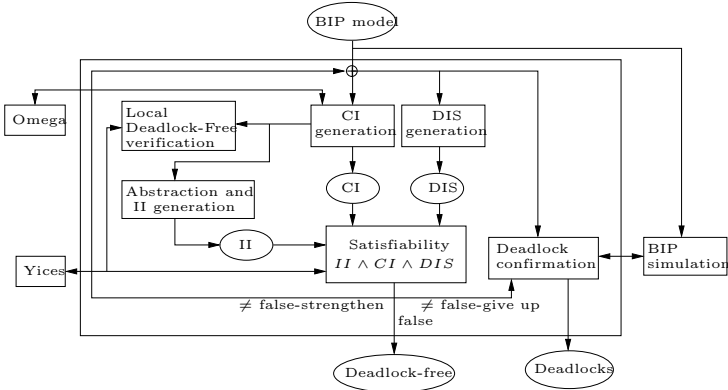 BIP model
Omega
Local
Deadlock-Free
verification
CI
generation
DIS
generation
Abstraction and
II generation
CI
DIS
II
Satisfiability
II ∧ CI ∧ DIS
Deadlock
confirmation
BIP
simulation
Yices
≠ false-strengthen
≠ false-give up
false
Deadlock-free
Deadlocks